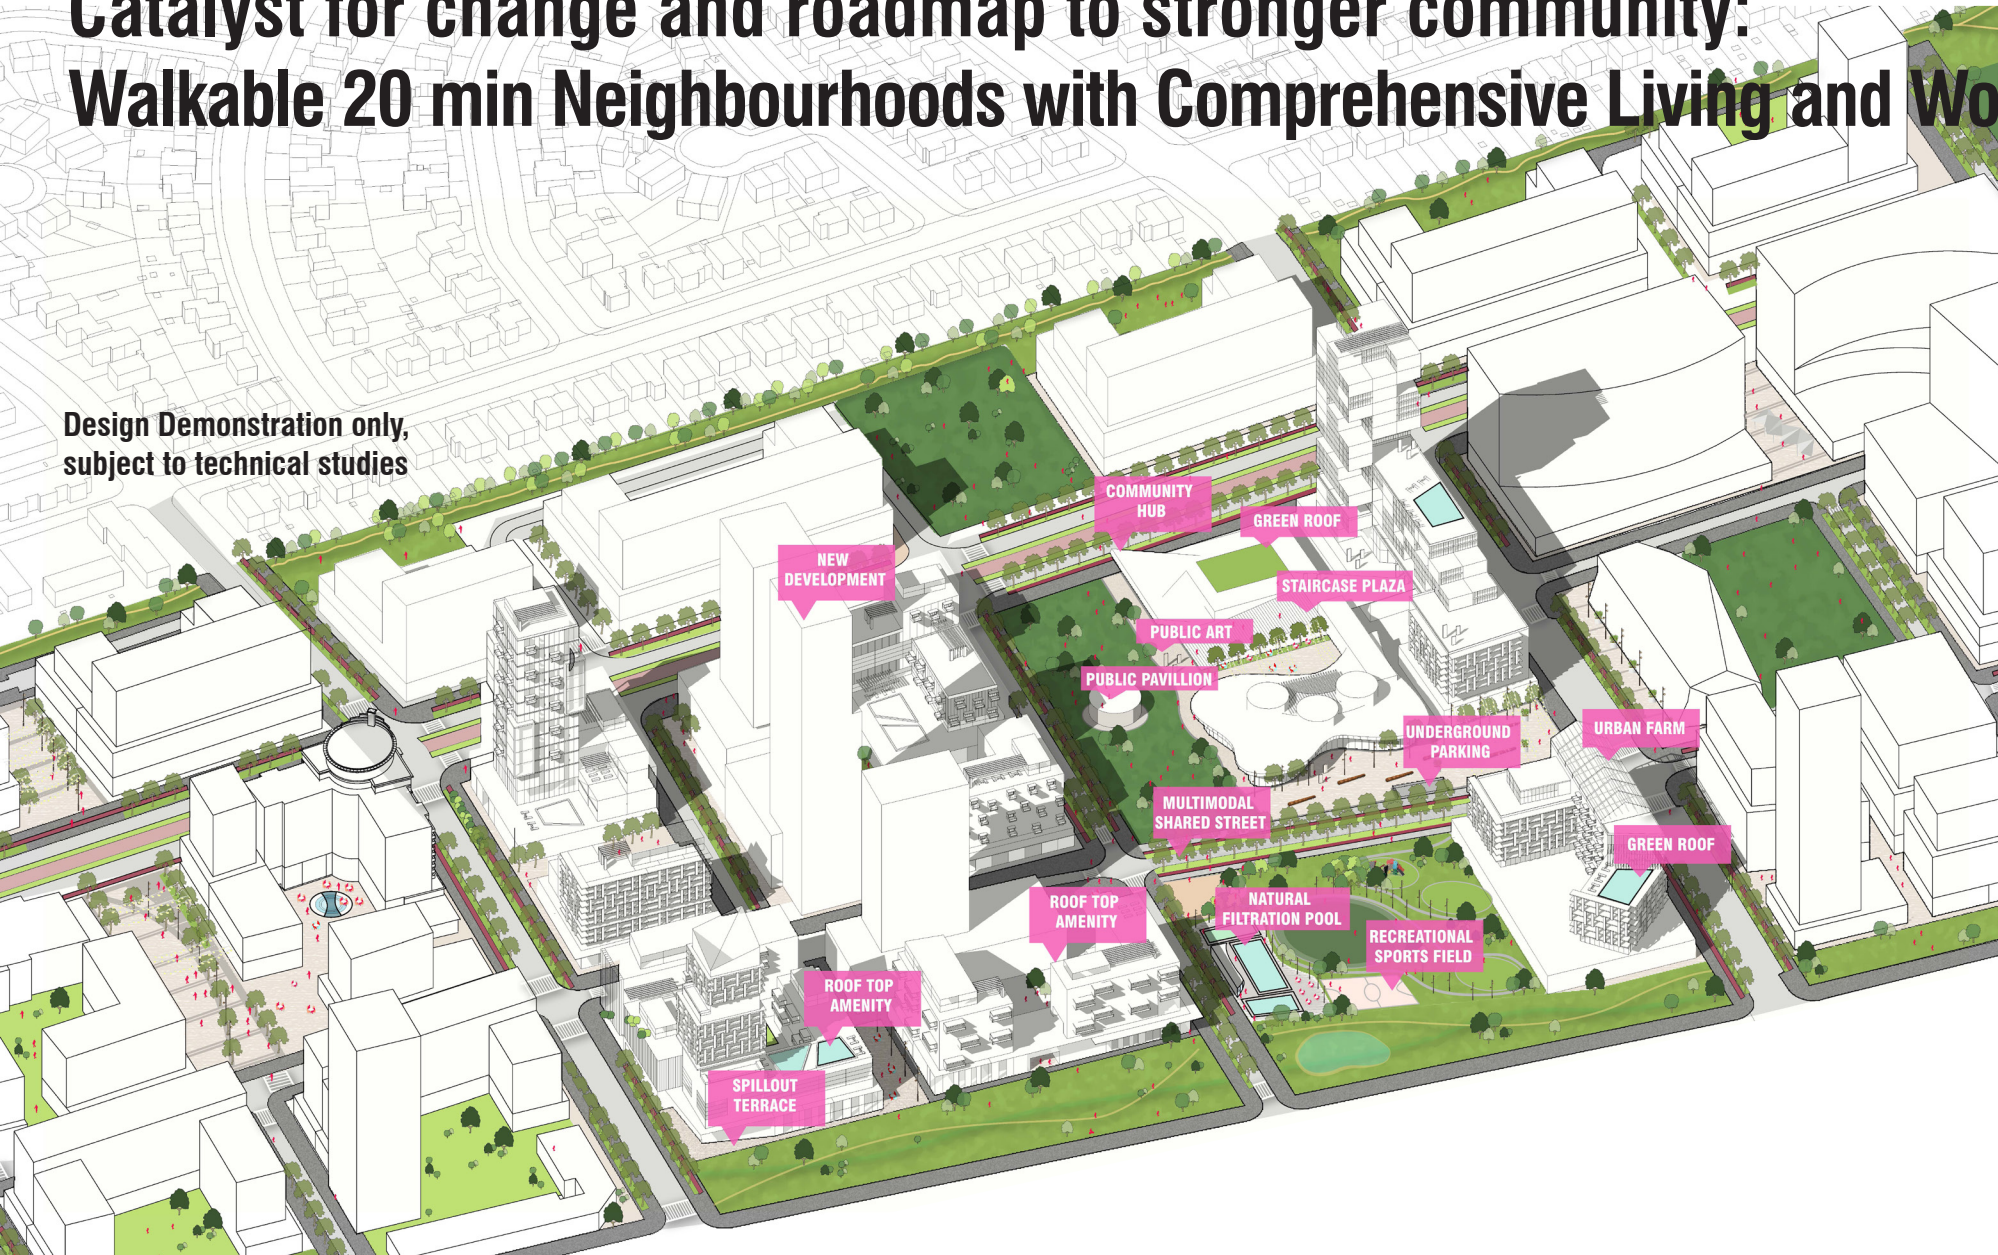 Catalyst for change and roadmap to stronger community:
Walkable 20 min Neighbourhoods with Comprehensive Living and Wo
Design Demonstration only,
subject to technical studies
COMMUNITY
HUB
GREEN ROOF
NEW
DEVELOPMENT
STAIRCASE PLAZA
PUBLIC ART
PUBLIC PAVILLION
UNDERGROUND
PARKING
URBAN FARM
MULTIMODAL
SHARED STREET
GREEN ROOF
ROOF TOP
AMENITY
NATURAL
FILTRATION POOL
RECREATIONAL
SPORTS FIELD
ROOF TOP
AMENITY
SPILLOUT
TERRACE